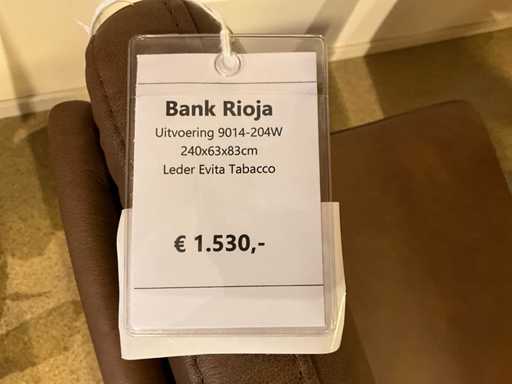 Bank Rioja
Uitvoering 9014-204W
240x63x83cm
Leder Evita Tabacco
€ 1.530,-